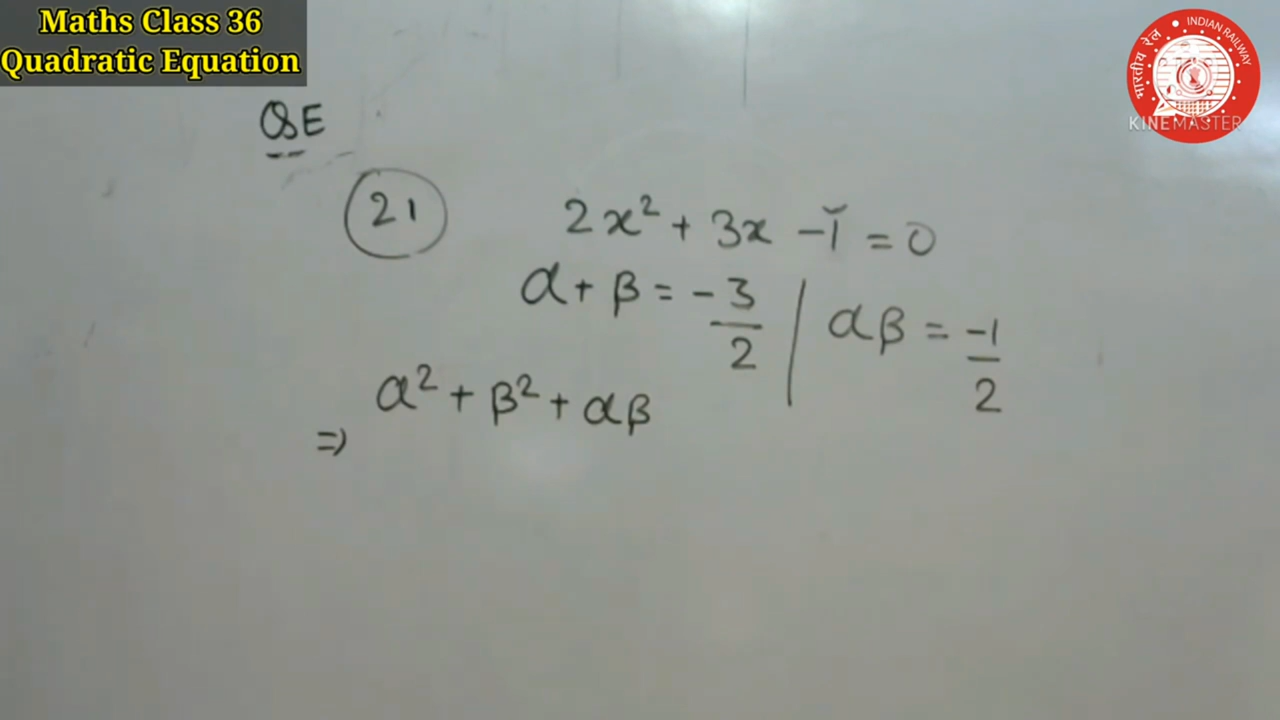 Maths Class 36
Quadratic Equation
भारतीय रेल INDIAN RAILWAY
KINEMASTER
QE
21 2x² + 3x - 1 = 0
α + β = -3/2 | αβ = -1/2
α² + β² + αβ
⇒